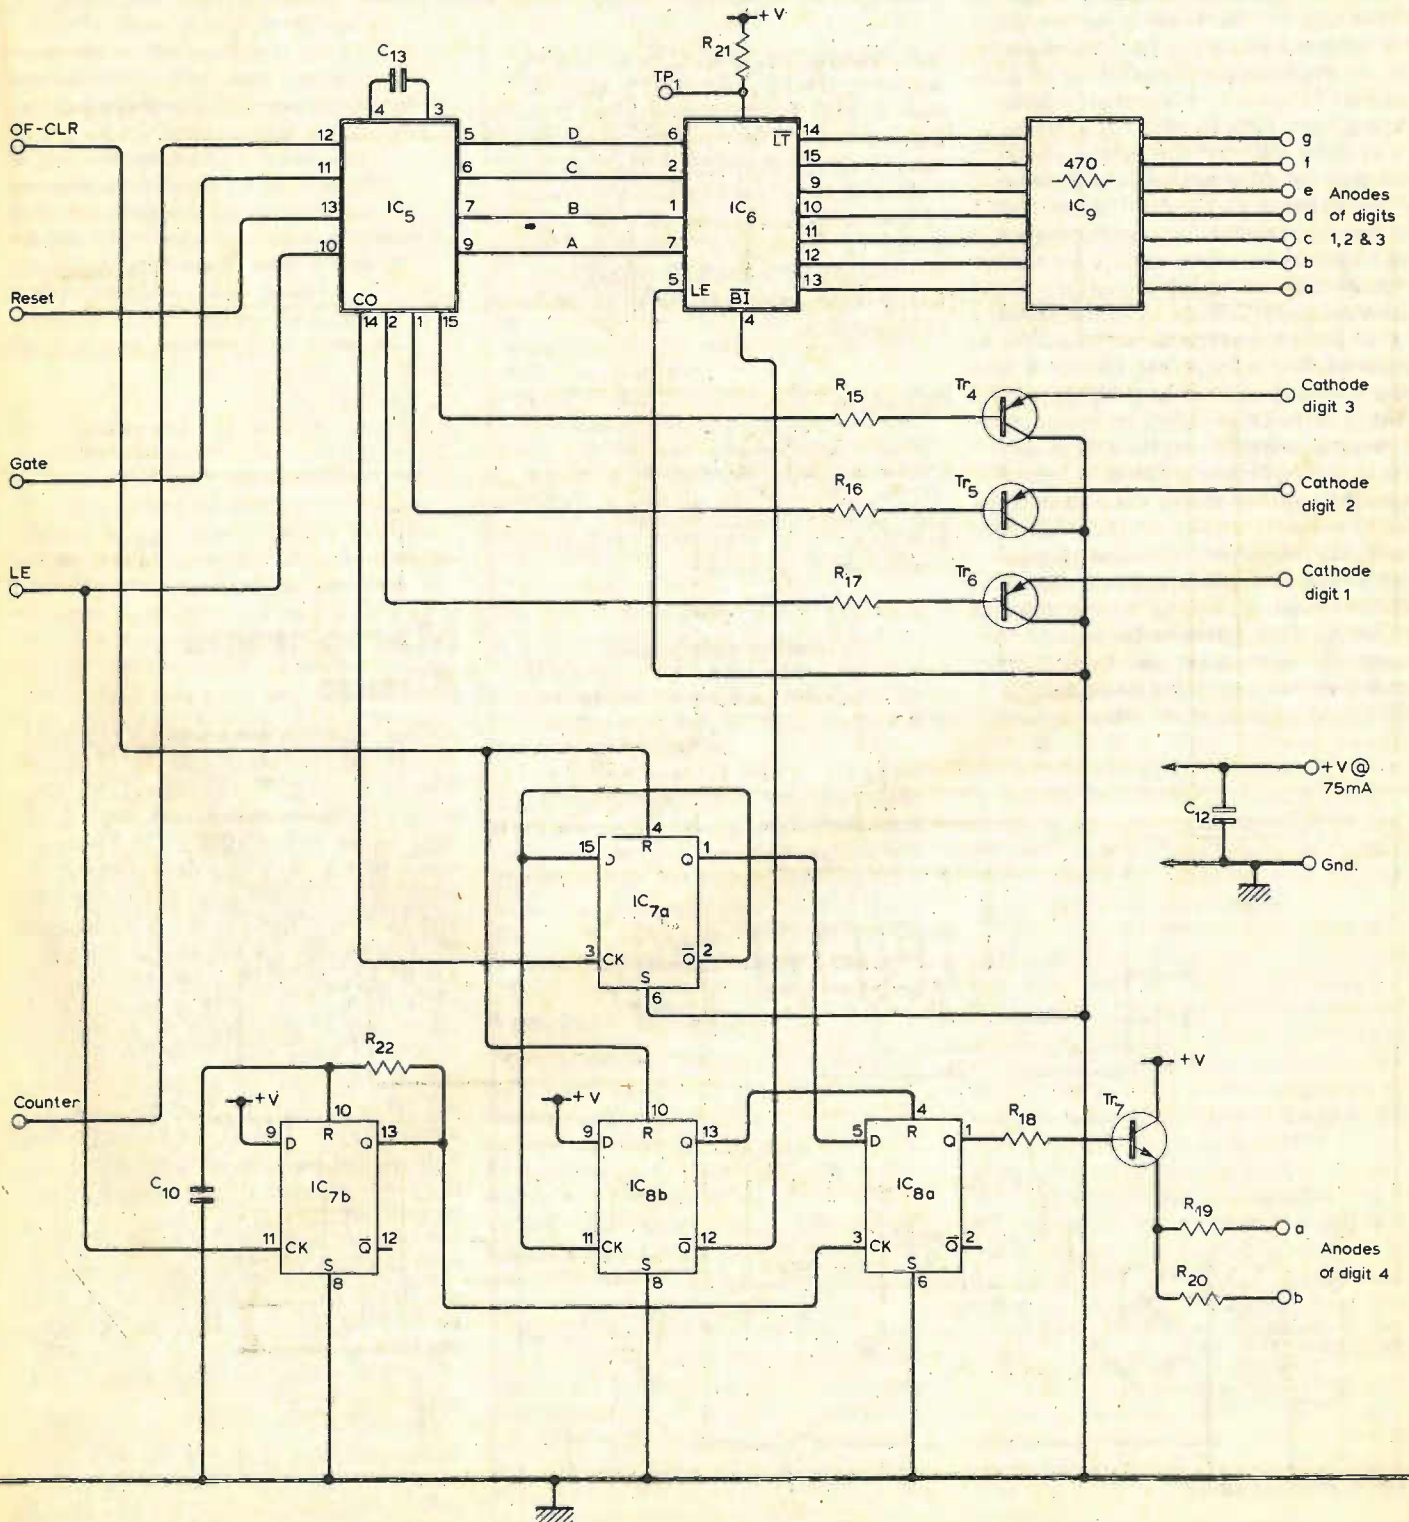 + V
R21
C13
TP1
4 3
OF-CLR
12 5 D 6 LT 14 g
11 6 C 2 15 470 f
IC5 IC6 9 IC9 e Anodes
13 7 B 1 10 d of digits
11 c 1,2 & 3
10 9 A 7 12 b
5 LE BI 13 a
Reset
CO
14 2 1 15 4
R15 Tr4 Cathode
digit 3
Gate
R16 Tr5 Cathode
digit 2
LE
R17 Tr6 Cathode
digit 1
+V @
75mA
C12
Gnd.
4
15 D R Q 1
IC7a
3 CK Q 2
S
6
R22
Counter
+V
+V
+ V
10 10 4 Tr7
9 D R Q 13 9 D R Q 13 5 D R Q 1 R18
C10 IC7b IC8b IC8a
R19 a
11 CK Q 12 11 CK Q 12 3 CK Q 2 Anodes
of digit 4
S S S
8 8 6
R20 b